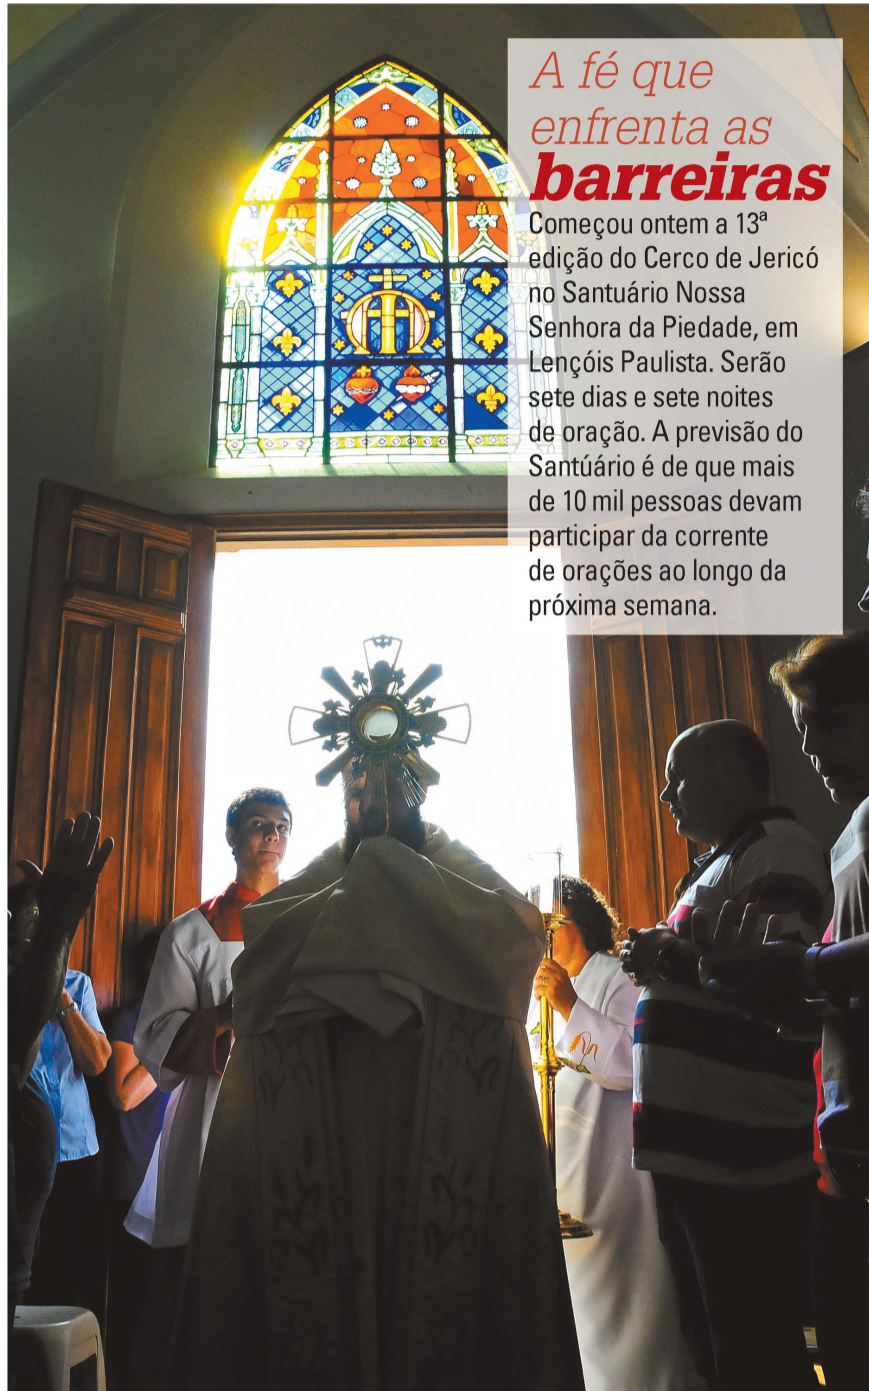 A fé que
enfrenta as
barreiras
Começou ontem a 13ª
edição do Cerco de Jericó
no Santuário Nossa
Senhora da Piedade, em
Lençóis Paulista. Serão
sete dias e sete noites
de oração. A previsão do
Santúário é de que mais
de 10 mil pessoas devam
participar da corrente
de orações ao longo da
próxima semana.